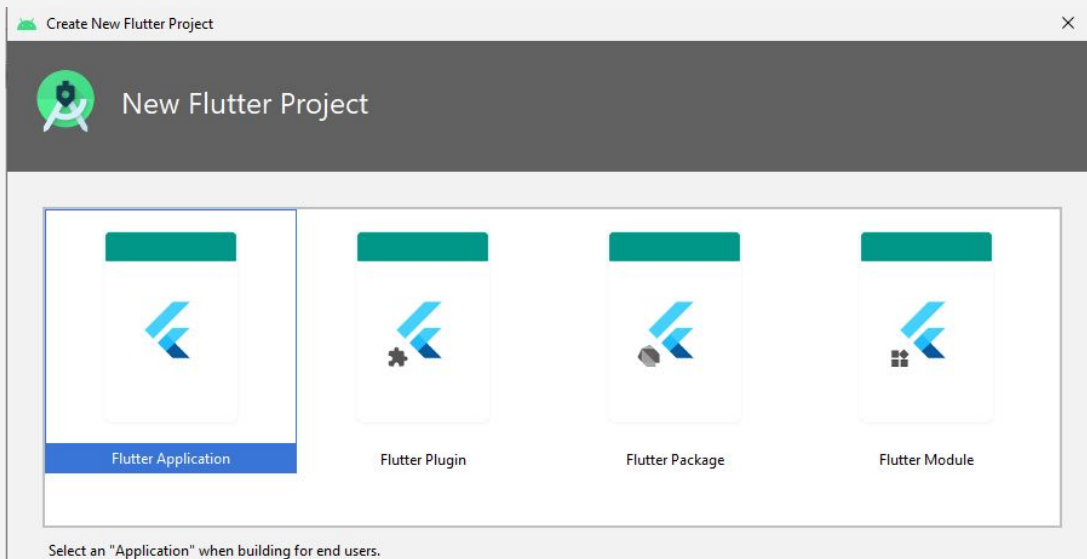 Create New Flutter Project
New Flutter Project
Flutter Application
Flutter Plugin
Flutter Package
Flutter Module
Select an "Application" when building for end users.